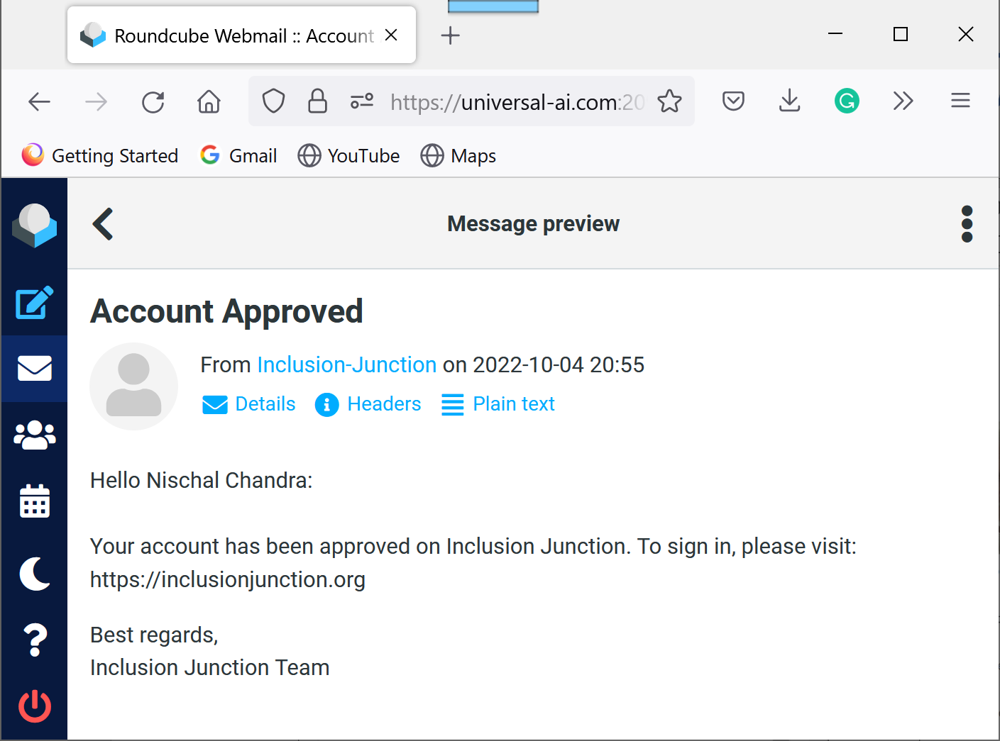 Roundcube Webmail :: Account
https://universal-ai.com:20
Getting Started
Gmail
YouTube
Maps
Message preview
Account Approved
From Inclusion-Junction on 2022-10-04 20:55
Details
Headers
Plain text
Hello Nischal Chandra:
Your account has been approved on Inclusion Junction. To sign in, please visit:
https://inclusionjunction.org
Best regards,
Inclusion Junction Team